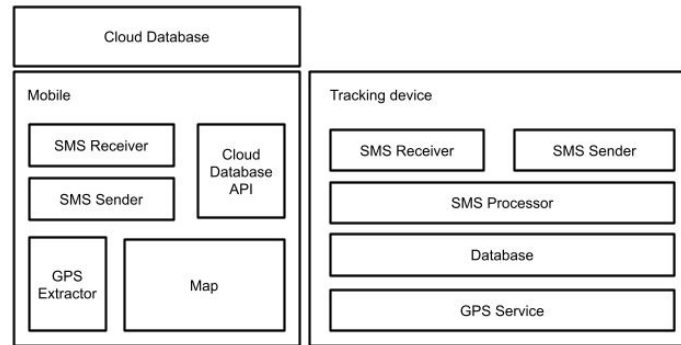 Cloud Database
Mobile
SMS Receiver
SMS Sender
Cloud
Database
API
GPS
Extractor
Map
Tracking device
SMS Receiver
SMS Sender
SMS Processor
Database
GPS Service